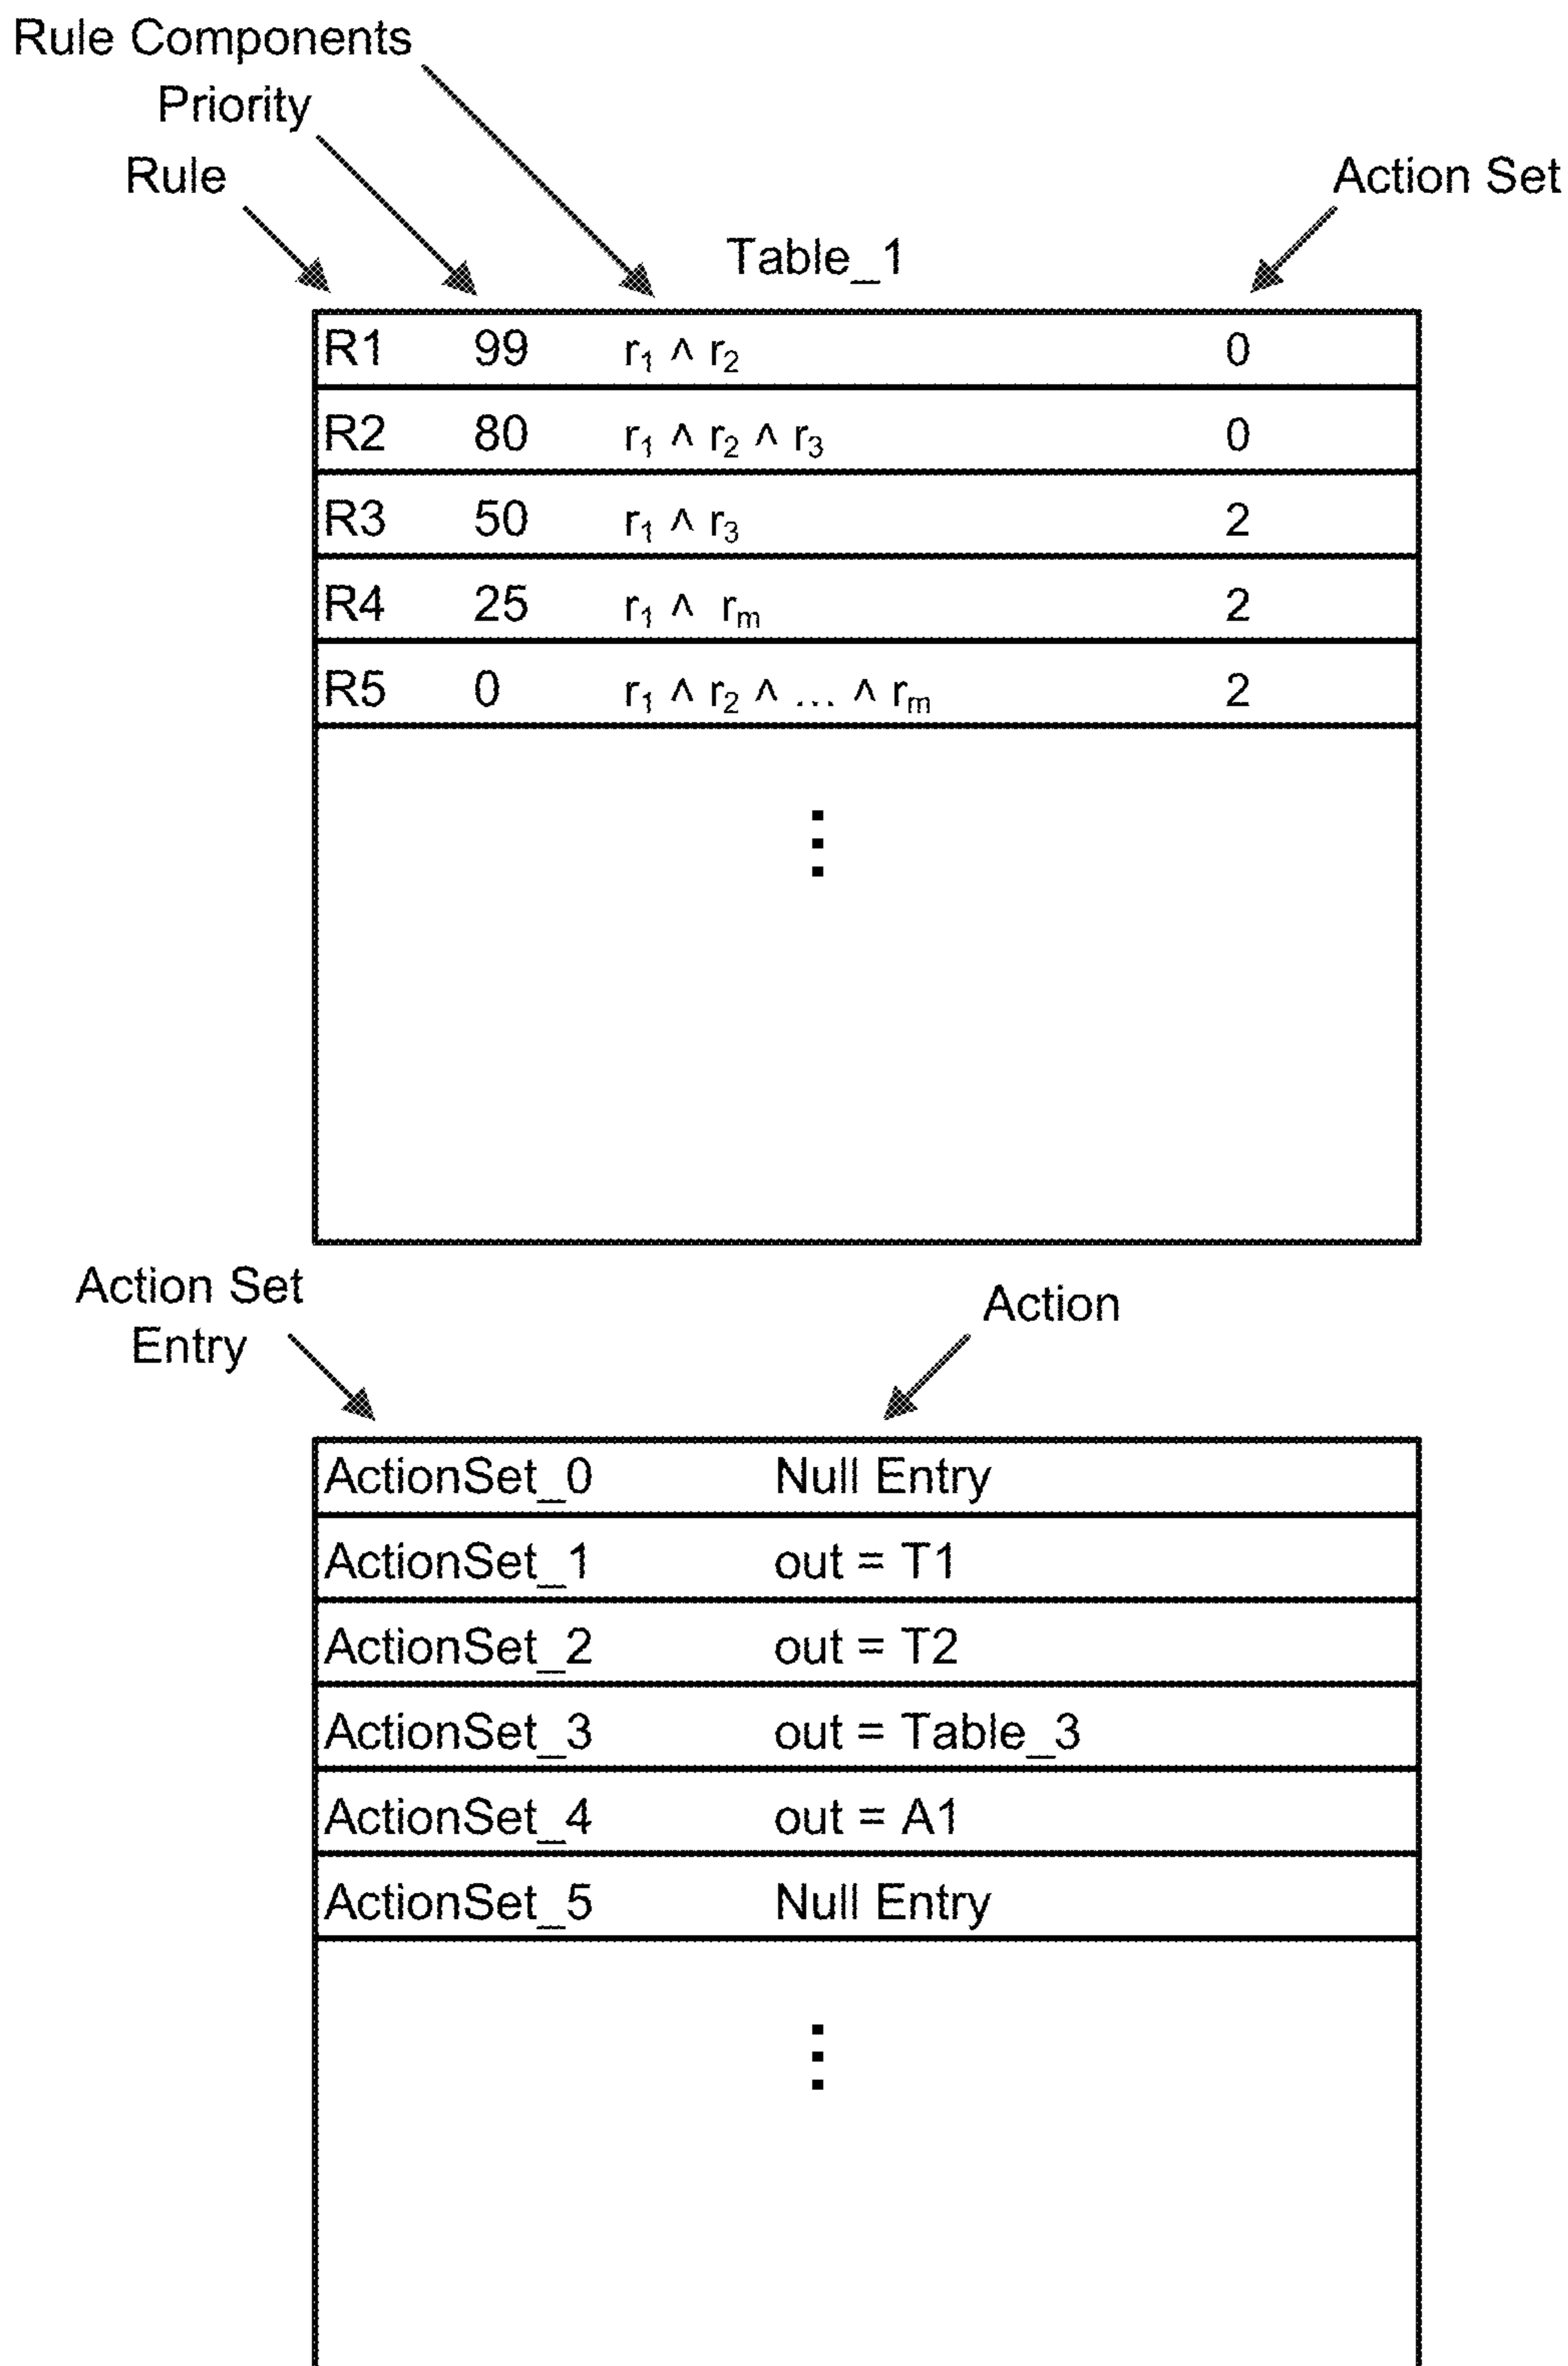 Rule Components
Priority
Rule
Action Set
Table_1
R1 99 r₁ ∧ r₂ 0
R2 80 r₁ ∧ r₂ ∧ r₃ 0
R3 50 r₁ ∧ r₃ 2
R4 25 r₁ ∧ rₘ 2
R5 0 r₁ ∧ r₂ ∧ ... ∧ rₘ 2
Action Set
Entry
Action
ActionSet_0 Null Entry
ActionSet_1 out = T1
ActionSet_2 out = T2
ActionSet_3 out = Table_3
ActionSet_4 out = A1
ActionSet_5 Null Entry